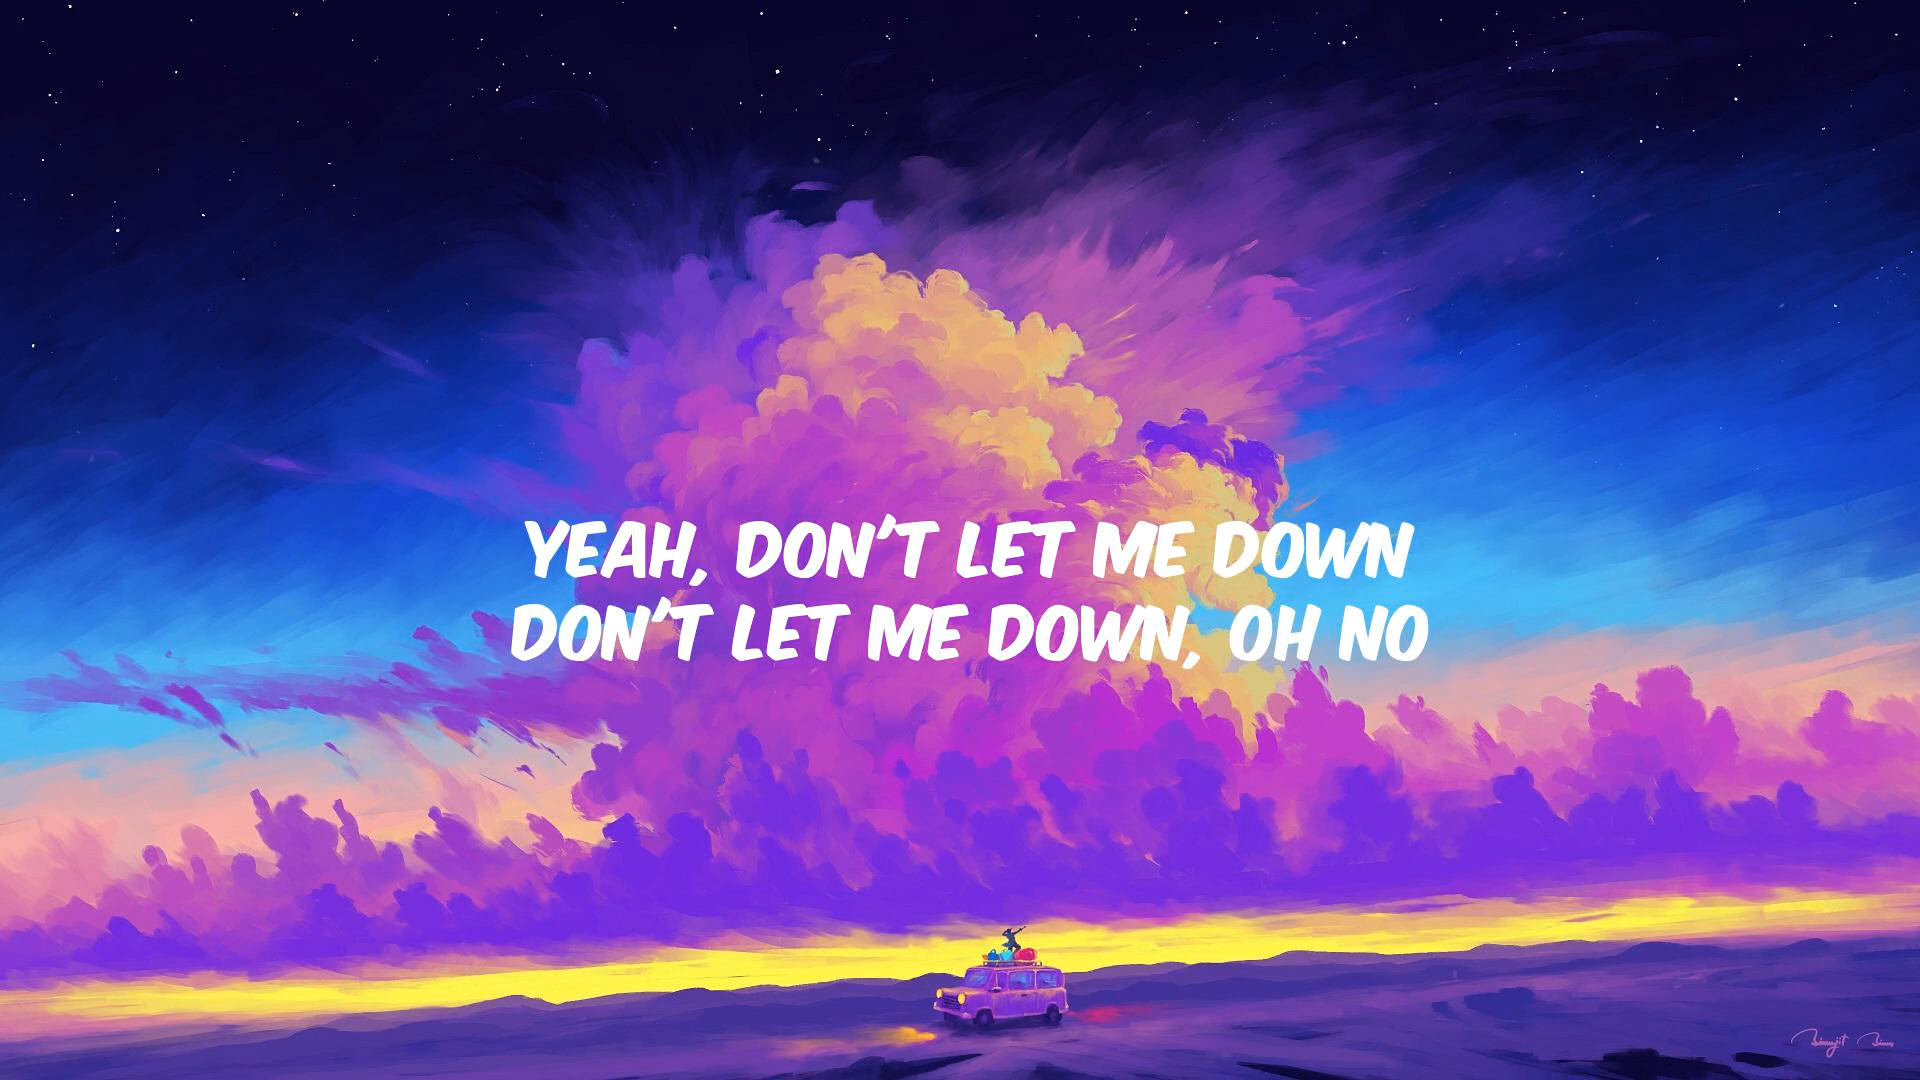 YEAH, DON'T LET ME DOWN
DON'T LET ME DOWN, OH NO